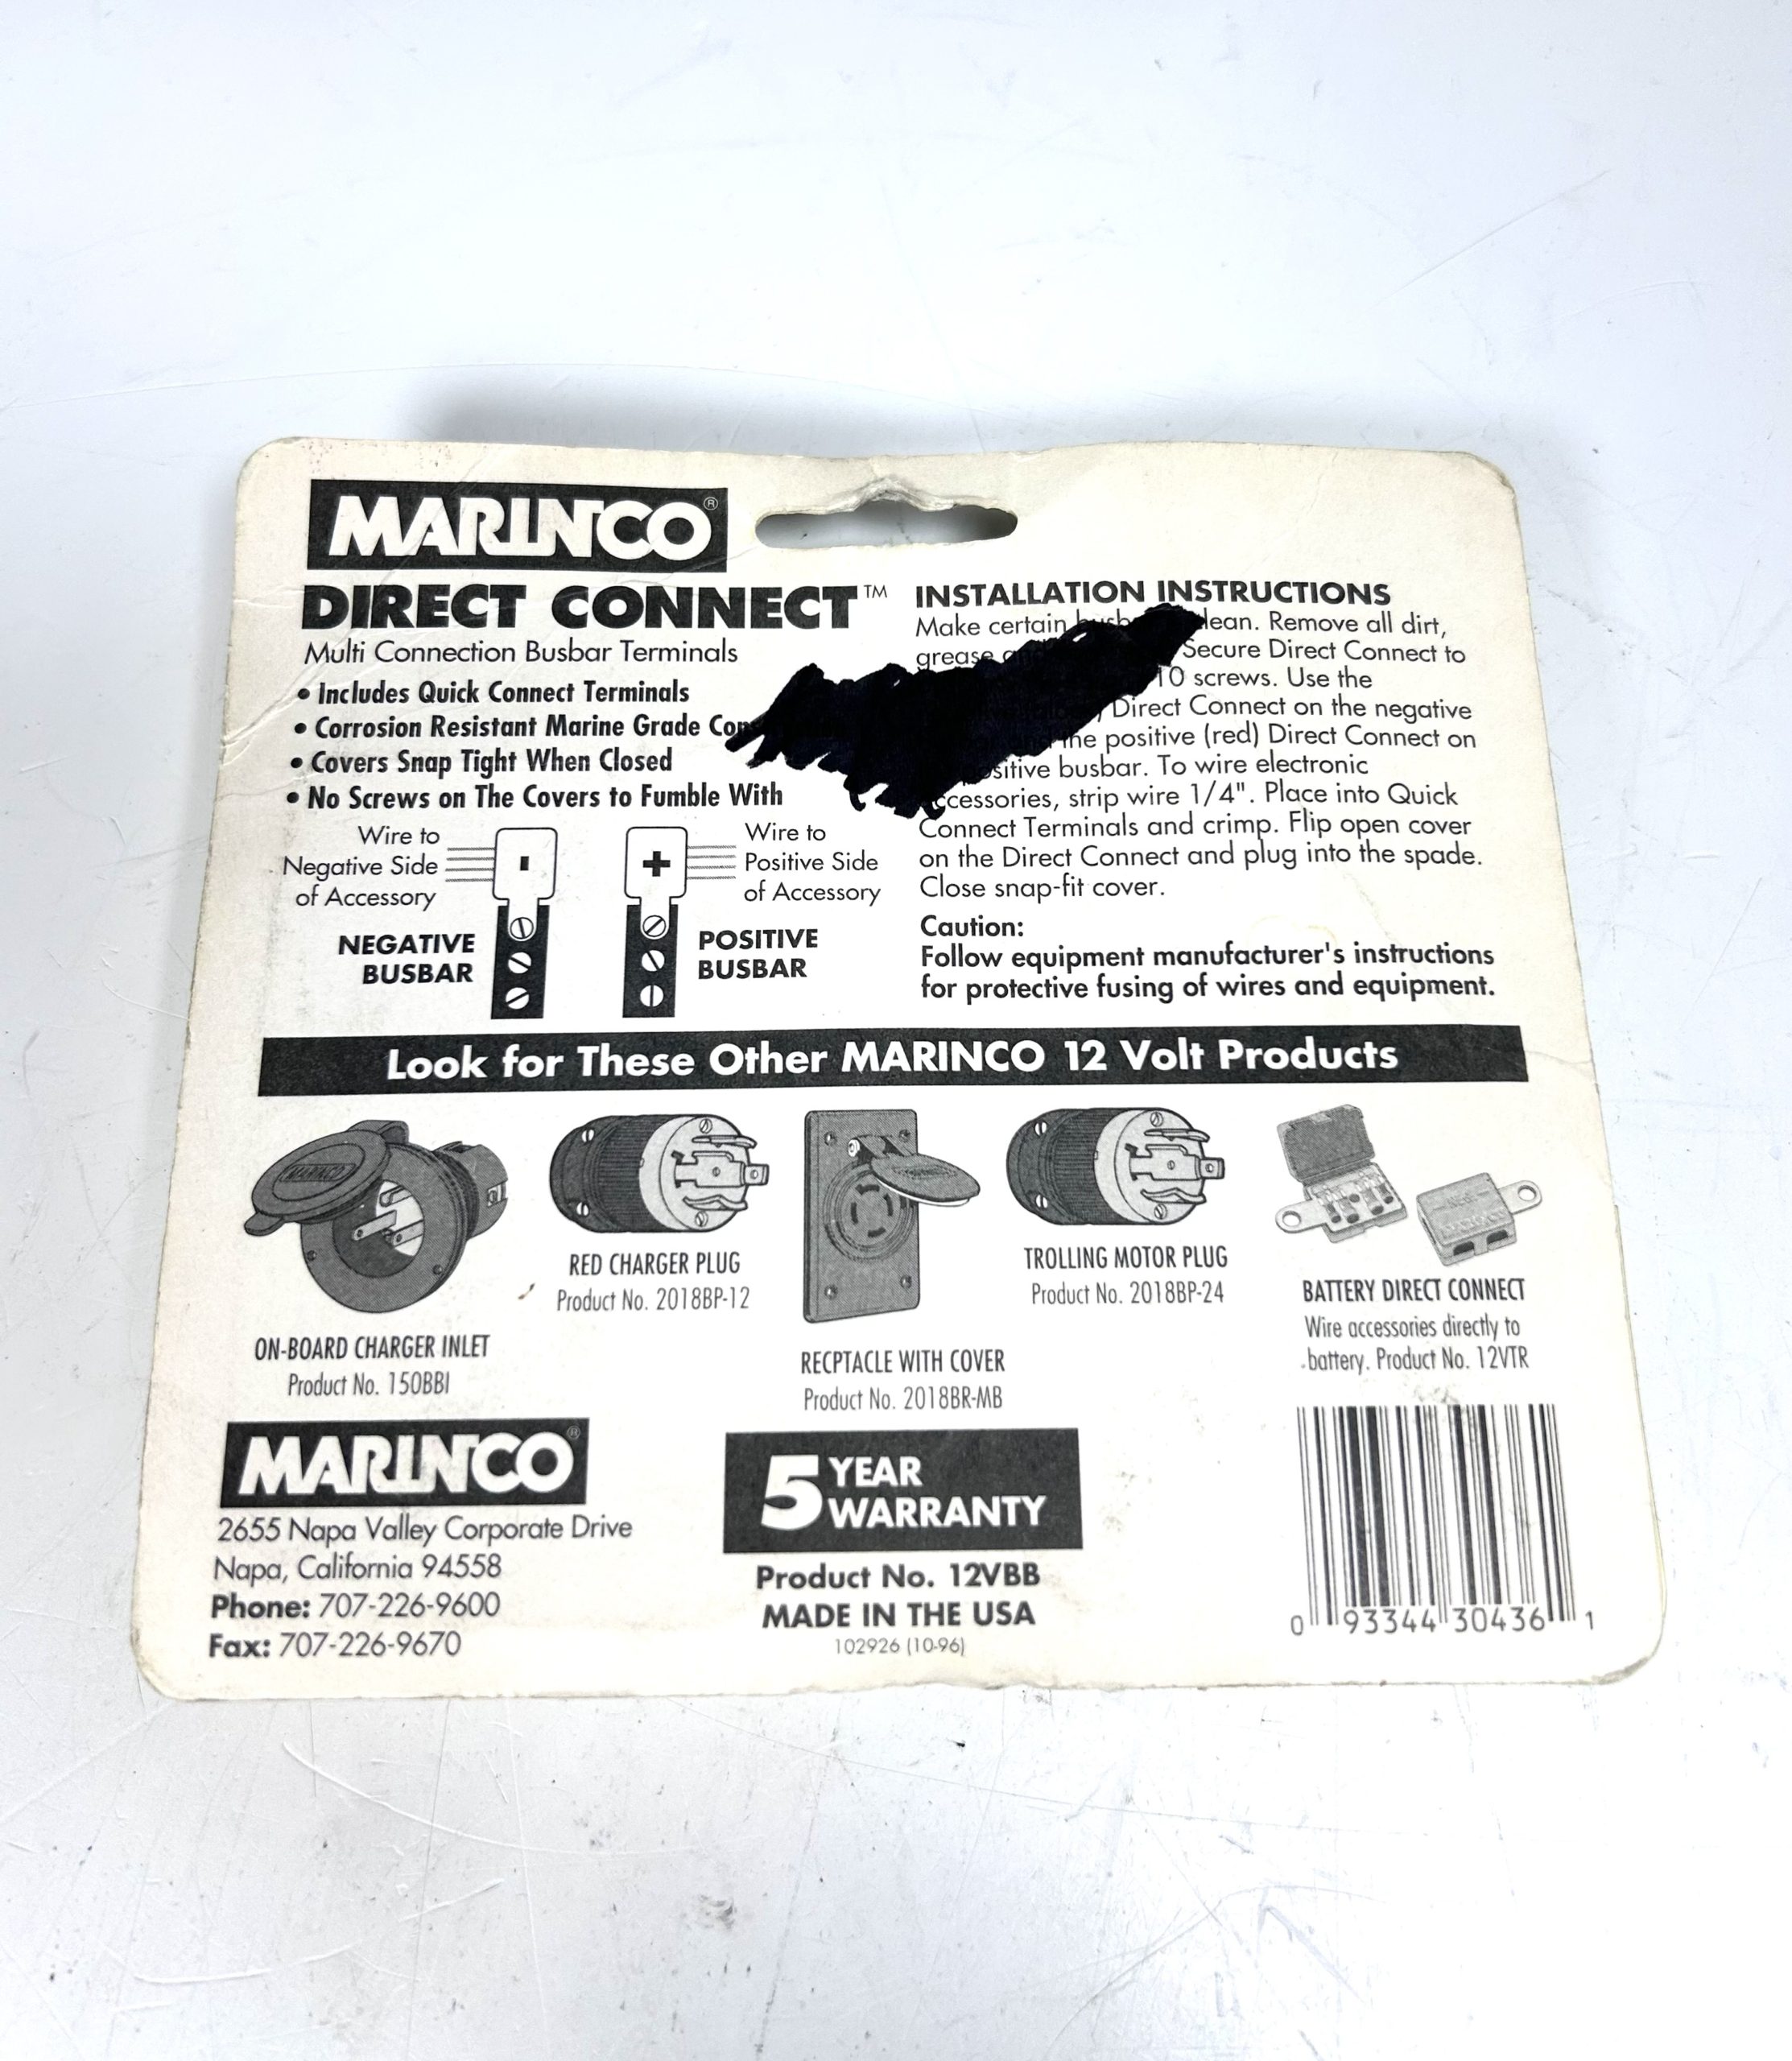 MARINCO®
DIRECT CONNECT™
Multi Connection Busbar Terminals
• Includes Quick Connect Terminals
• Corrosion Resistant Marine Grade
• Covers Snap Tight When Closed
• No Screws on The Covers to Fumble With
Wire to
Negative Side
of Accessory
-
+
Wire to
Positive Side
of Accessory
NEGATIVE
BUSBAR
POSITIVE
BUSBAR
INSTALLATION INSTRUCTIONS
Make certain Remove all dirt,
grease Secure Direct Connect to
10 screws. Use the
Direct Connect on the negative
the positive (red) Direct Connect on
busbar. To wire electronic
strip wire 1/4". Place into Quick
Connect Terminals and crimp. Flip open cover
on the Direct Connect and plug into the spade.
Close snap-fit cover.
Caution:
Follow equipment manufacturer's instructions
for protective fusing of wires and equipment.
Look for These Other MARINCO 12 Volt Products
MARINCO
ON-BOARD CHARGER INLET
Product No. 150BBI
RED CHARGER PLUG
Product No. 2018BP-12
RECPTACLE WITH COVER
Product No. 2018BR-MB
TROLLING MOTOR PLUG
Product No. 2018BP-24
BATTERY DIRECT CONNECT
Wire accessories directly to
battery. Product No. 12VTR
MARINCO®
2655 Napa Valley Corporate Drive
Napa, California 94558
Phone: 707-226-9600
Fax: 707-226-9670
5 YEAR
WARRANTY
Product No. 12VBB
MADE IN THE USA
102926 (10-96)
0 93344 30436 1